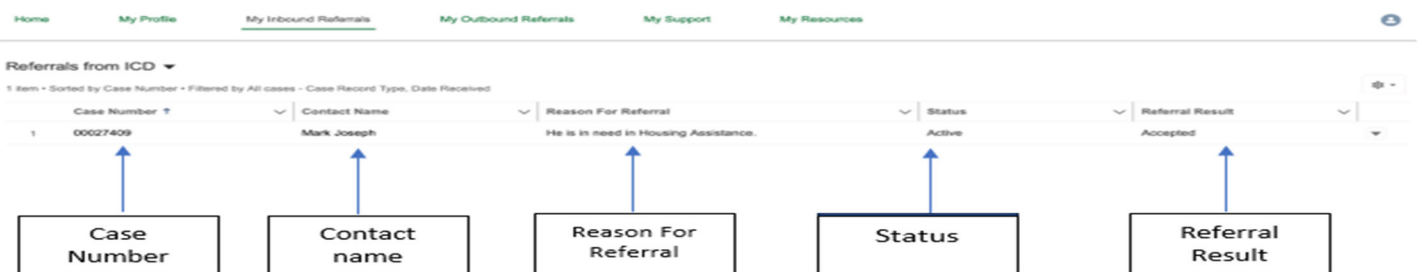 Home My Profile My Inbound Referrals My Outbound Referrals My Support My Resources
Referrals from ICD
1 item • Sorted by Case Number • Filtered by All cases - Case Record Type, Date Received
Case Number Contact Name Reason For Referral Status Referral Result
1 00027409 Mark Joseph He is in need in Housing Assistance. Active Accepted
Case Number
Contact name
Reason For Referral
Status
Referral Result